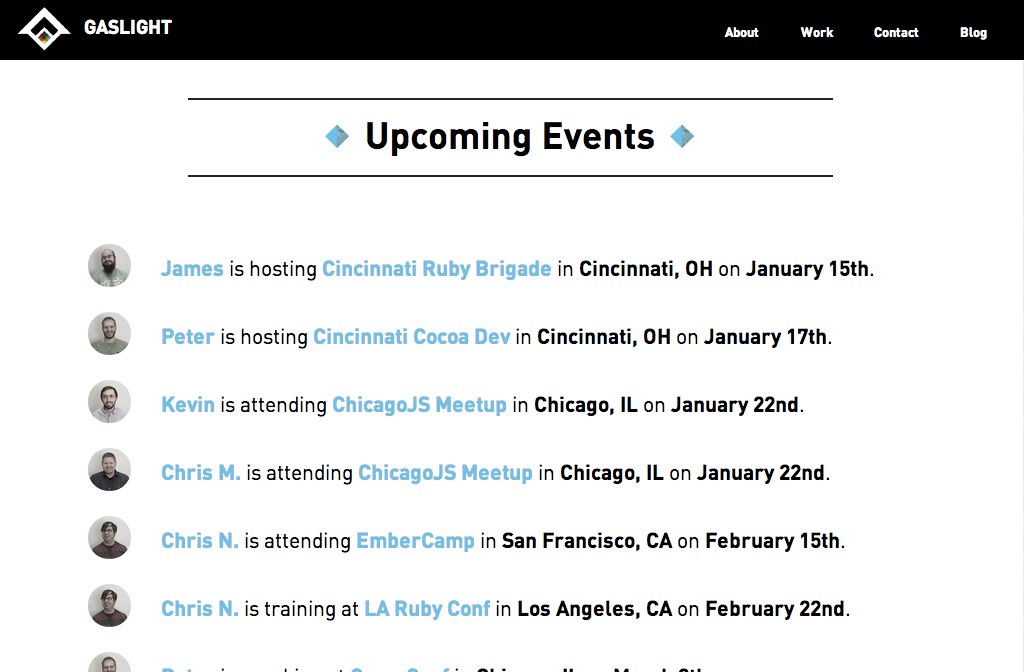 GASLIGHT
About Work Contact Blog
Upcoming Events
James is hosting Cincinnati Ruby Brigade in Cincinnati, OH on January 15th.
Peter is hosting Cincinnati Cocoa Dev in Cincinnati, OH on January 17th.
Kevin is attending ChicagoJS Meetup in Chicago, IL on January 22nd.
Chris M. is attending ChicagoJS Meetup in Chicago, IL on January 22nd.
Chris N. is attending EmberCamp in San Francisco, CA on February 15th.
Chris N. is training at LA Ruby Conf in Los Angeles, CA on February 22nd.